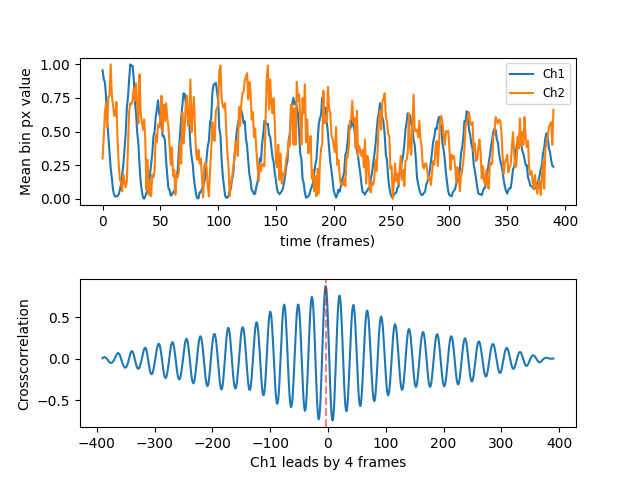 1.00
0.75
0.50
0.25
0.00
Mean bin px value
Ch1
Ch2
0 50 100 150 200 250 300 350 400
time (frames)
0.5
0.0
−0.5
Crosscorrelation
−400 −300 −200 −100 0 100 200 300 400
Ch1 leads by 4 frames